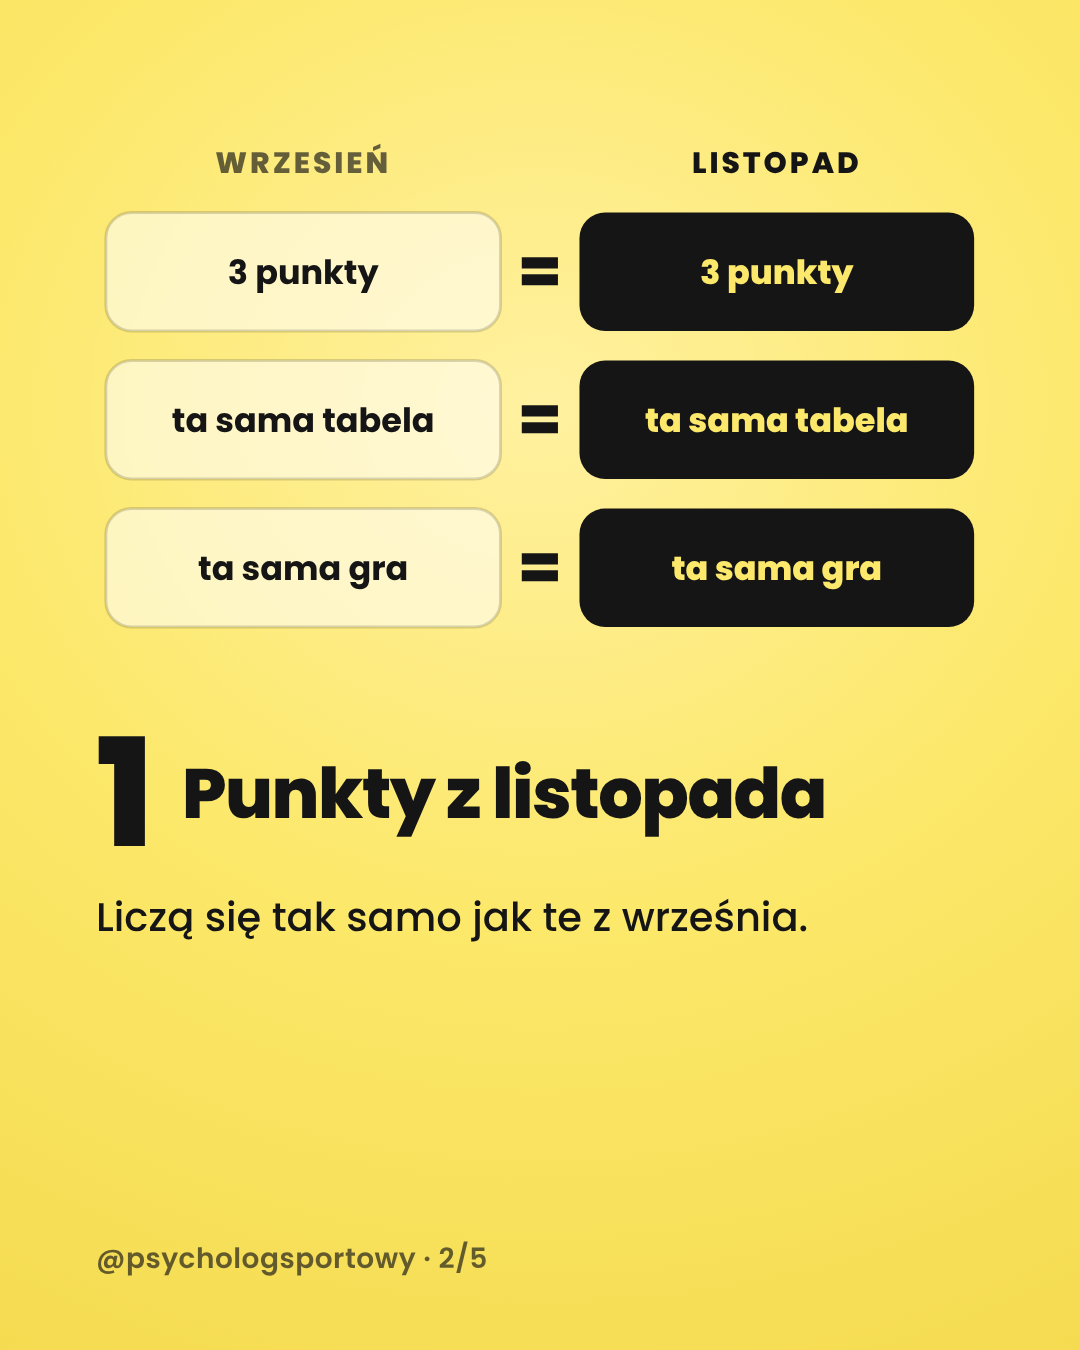 WRZESIEŃ LISTOPAD
3 punkty = 3 punkty
ta sama tabela = ta sama tabela
ta sama gra = ta sama gra
1 Punkty z listopada
Liczą się tak samo jak te z września.
@psychologsportowy · 2/5